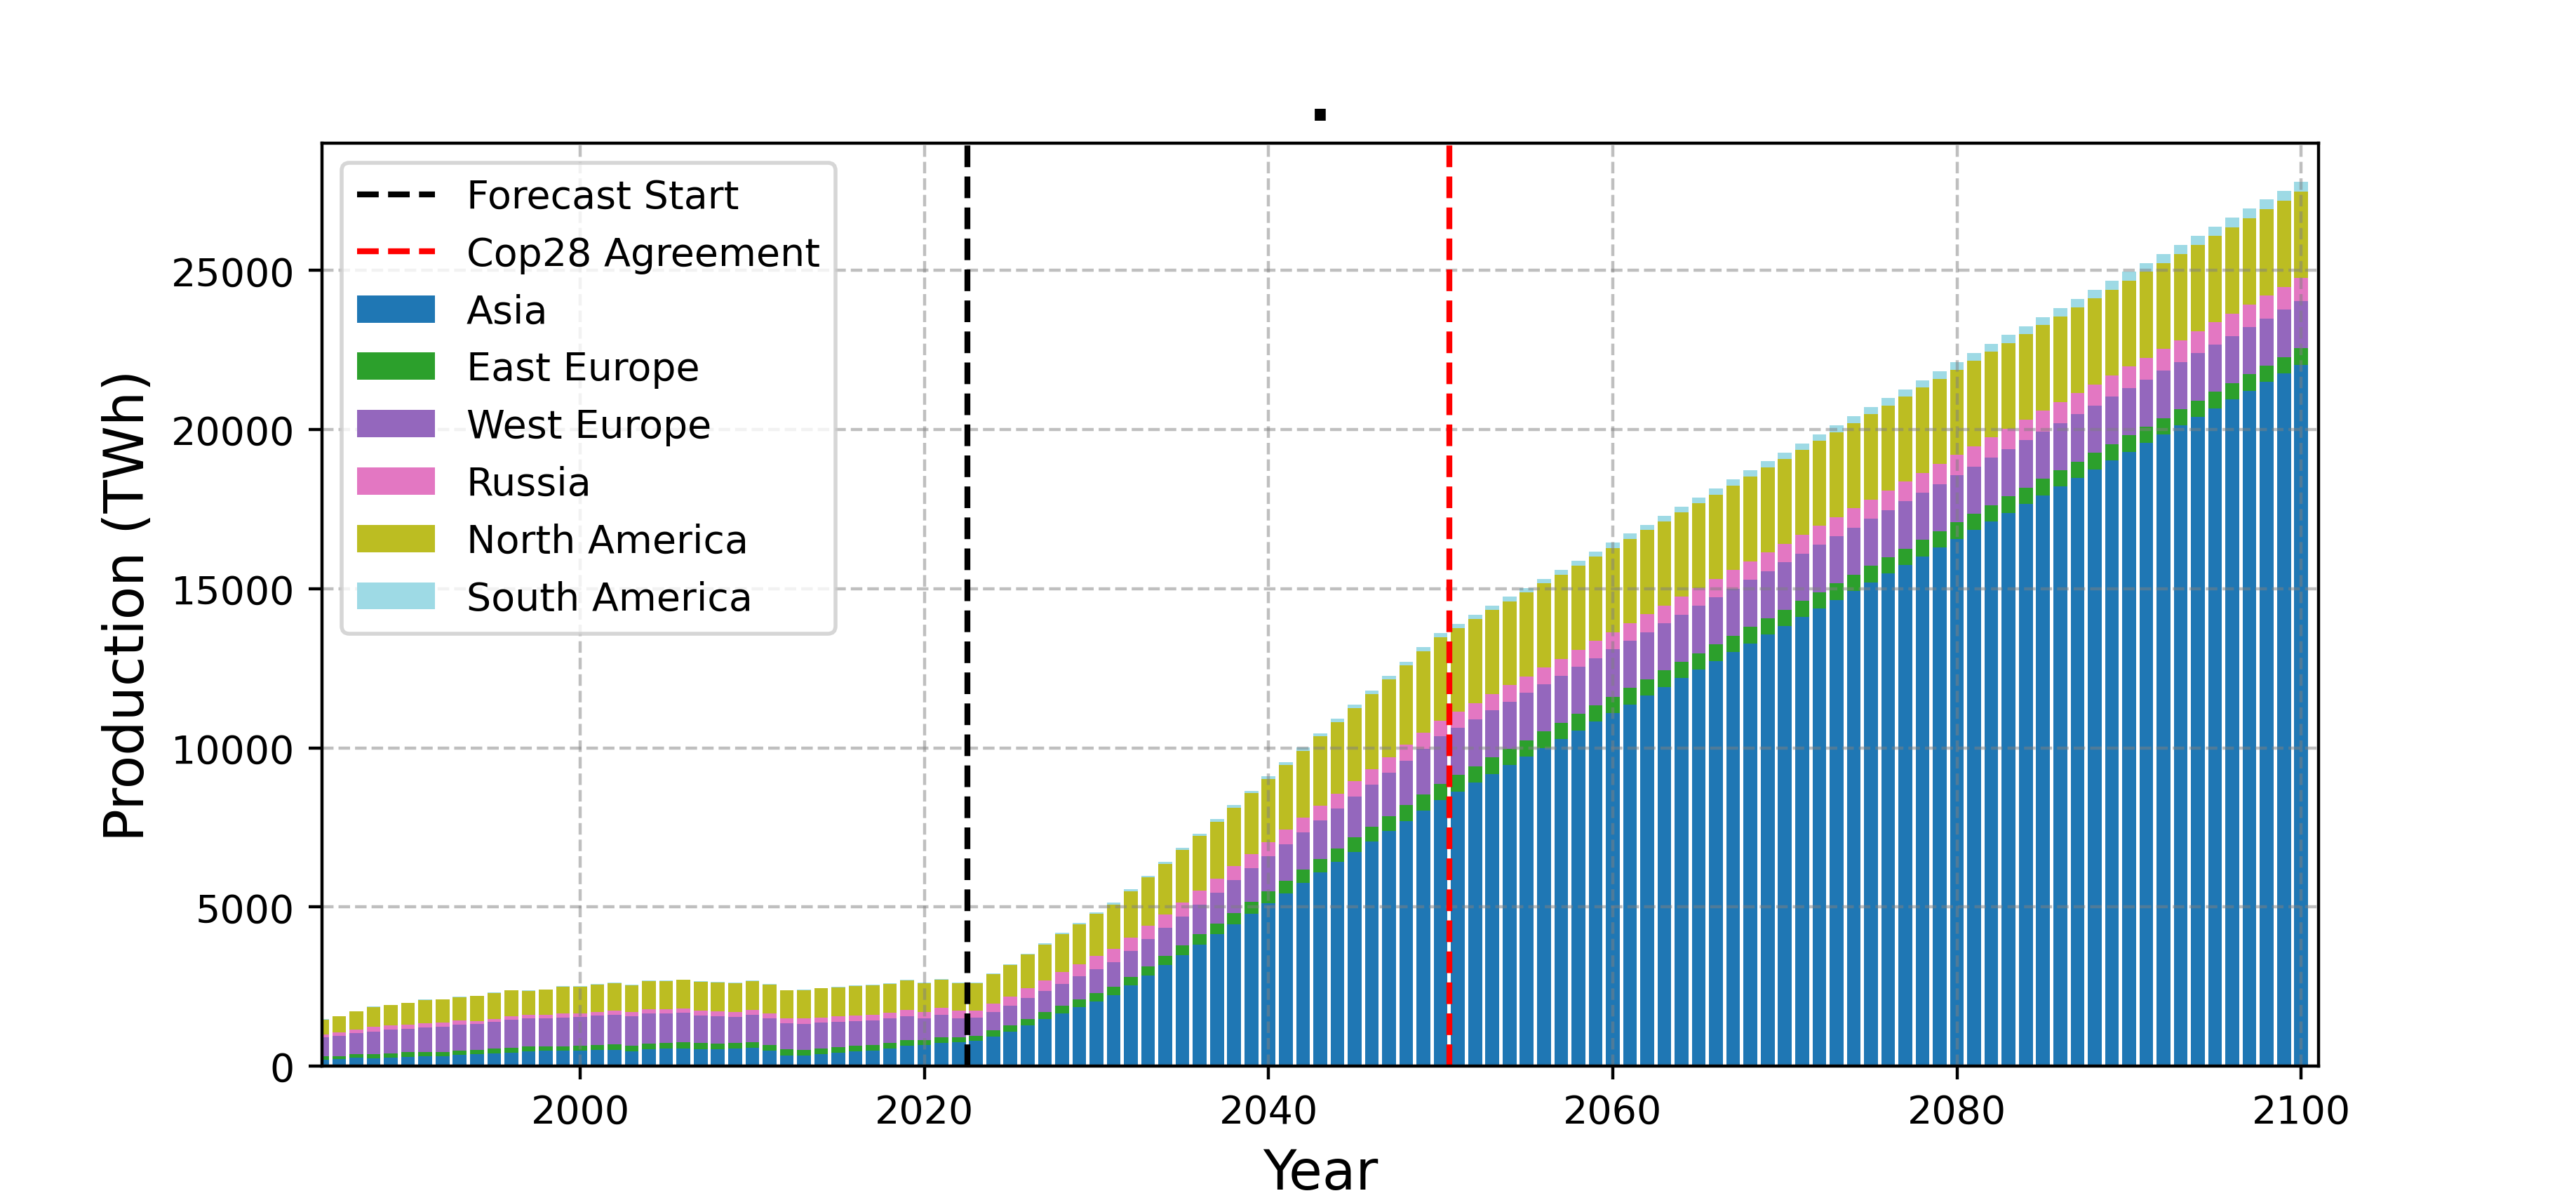 .
Forecast Start
Cop28 Agreement
Asia
East Europe
West Europe
Russia
North America
South America
Production (TWh)
25000
20000
15000
10000
5000
0
2000 2020 2040 2060 2080 2100
Year